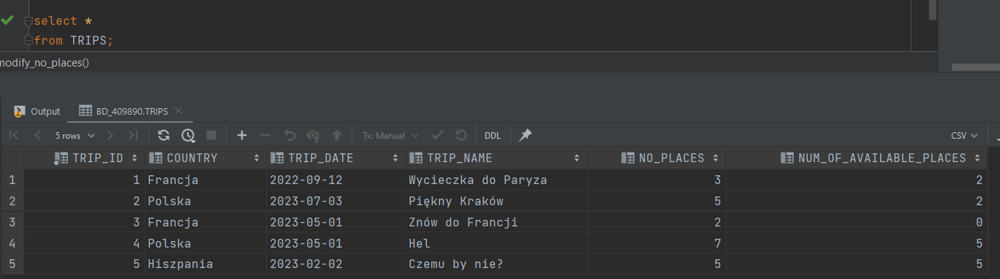 select *
from TRIPS;
modify_no_places()
Output BD_409890.TRIPS
5 rows Tx: Manual DDL CSV
TRIP_ID COUNTRY TRIP_DATE TRIP_NAME NO_PLACES NUM_OF_AVAILABLE_PLACES
1 1 Francja 2022-09-12 Wycieczka do Paryza 3 2
2 2 Polska 2023-07-03 Piękny Kraków 5 2
3 3 Francja 2023-05-01 Znów do Francji 2 0
4 4 Polska 2023-05-01 Hel 7 5
5 5 Hiszpania 2023-02-02 Czemu by nie? 5 5